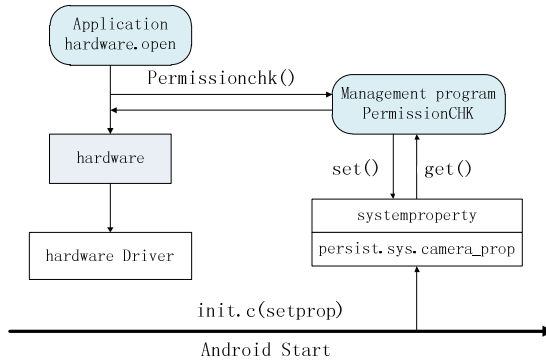 Application
hardware.open
Permissionchk()
Management program
PermissionCHK
hardware
set()
get()
systemproperty
persist.sys.camera_prop
hardware Driver
init.c(setprop)
Android Start